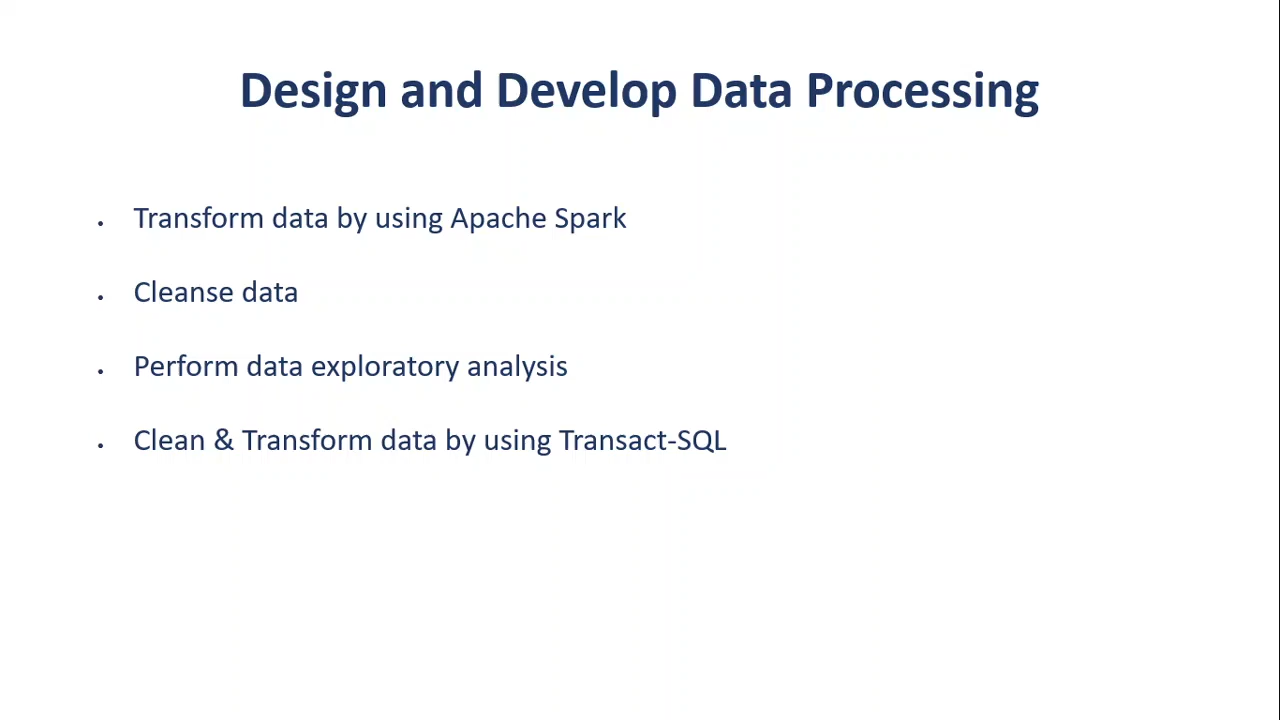 Design and Develop Data Processing
• Transform data by using Apache Spark
• Cleanse data
• Perform data exploratory analysis
• Clean & Transform data by using Transact-SQL